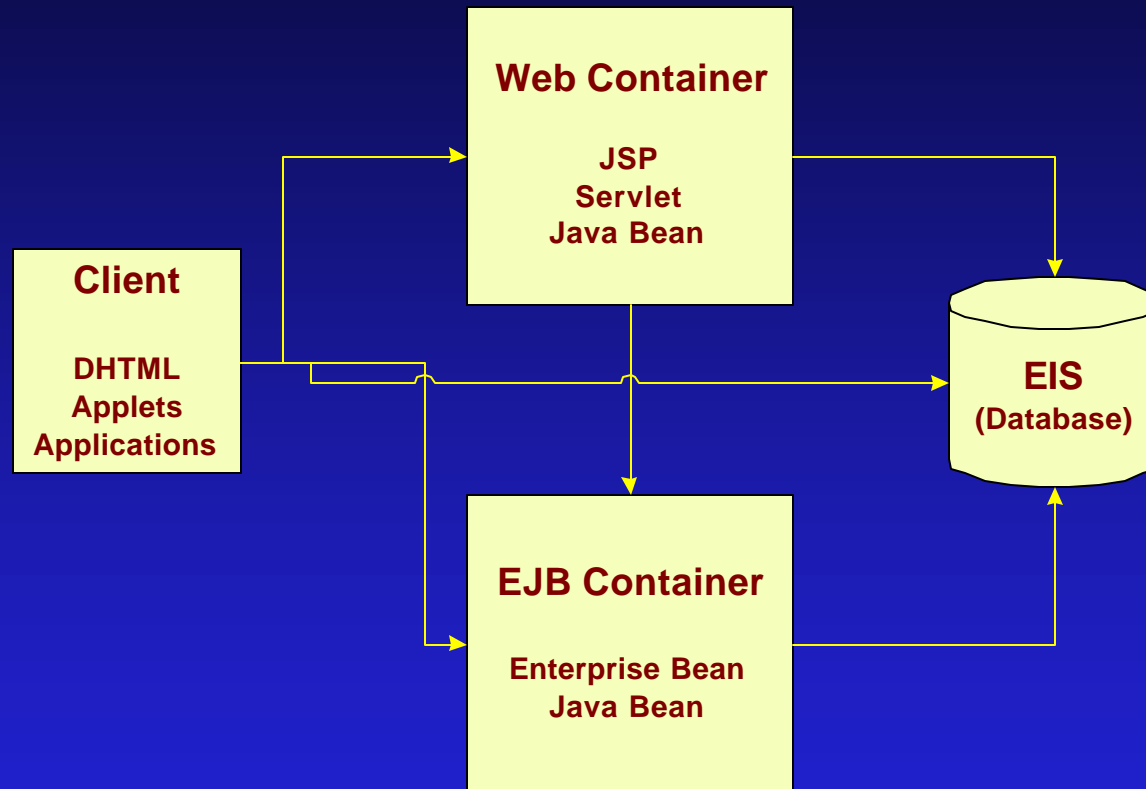 Client
DHTML
Applets
Applications
Web Container
JSP
Servlet
Java Bean
EJB Container
Enterprise Bean
Java Bean
EIS
(Database)